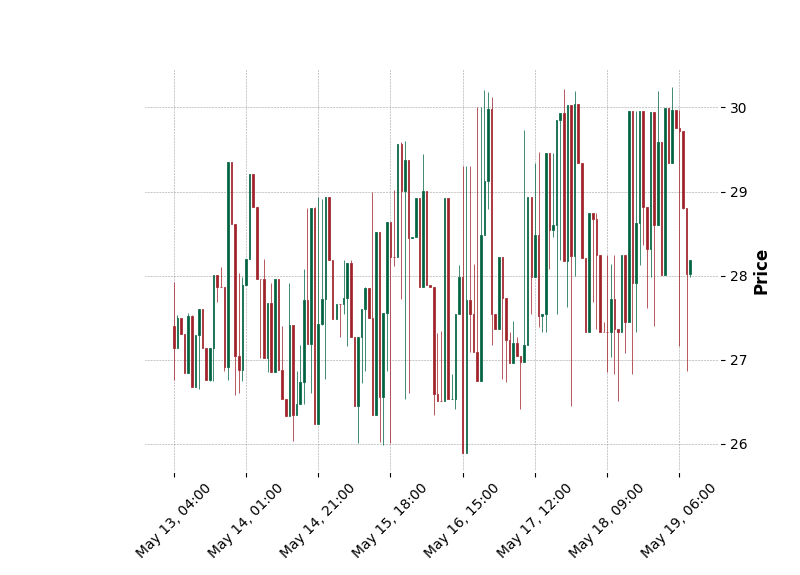 30
29
28
27
26
Price
May 13, 04:00
May 14, 01:00
May 14, 21:00
May 15, 18:00
May 16, 15:00
May 17, 12:00
May 18, 09:00
May 19, 06:00